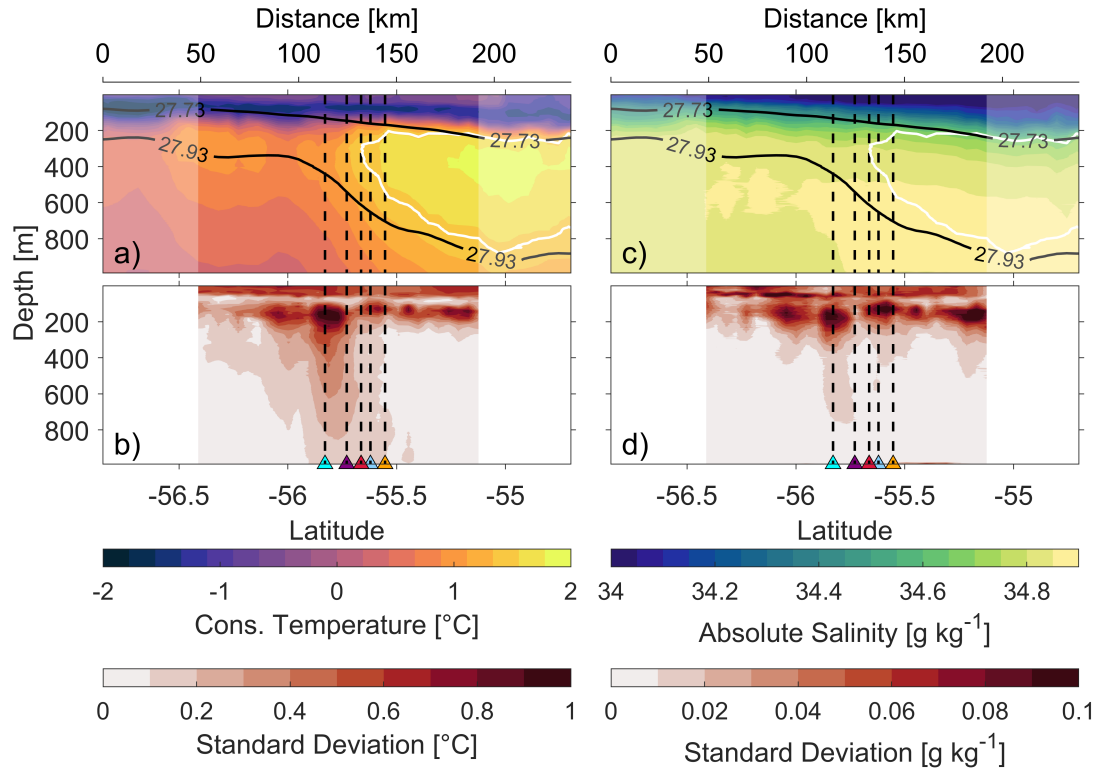 Distance [km] Distance [km]
0 50 100 150 200 0 50 100 150 200
27.73 27.73 27.73 27.73
27.93 27.93 27.93 27.93
200
400
600
800
a) c)
Depth [m]
200
400
600
800
b) d)
-56.5 -56 -55.5 -55 -56.5 -56 -55.5 -55
Latitude Latitude
-2 -1 0 1 2 34 34.2 34.4 34.6 34.8
Cons. Temperature [°C] Absolute Salinity [g kg⁻¹]
0 0.2 0.4 0.6 0.8 1 0 0.02 0.04 0.06 0.08 0.1
Standard Deviation [°C] Standard Deviation [g kg⁻¹]